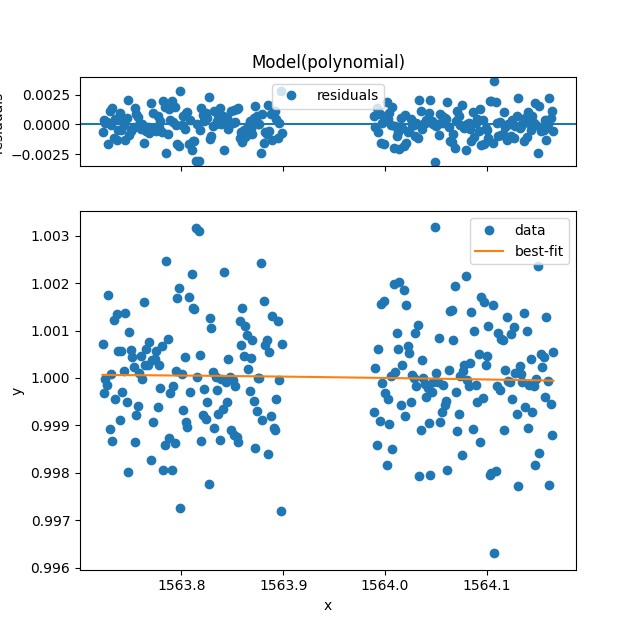 Model(polynomial)
residuals
0.0025
0.0000
−0.0025
residuals
data
best-fit
1.003
1.002
1.001
1.000
0.999
0.998
0.997
0.996
y
1563.8
1563.9
1564.0
1564.1
x